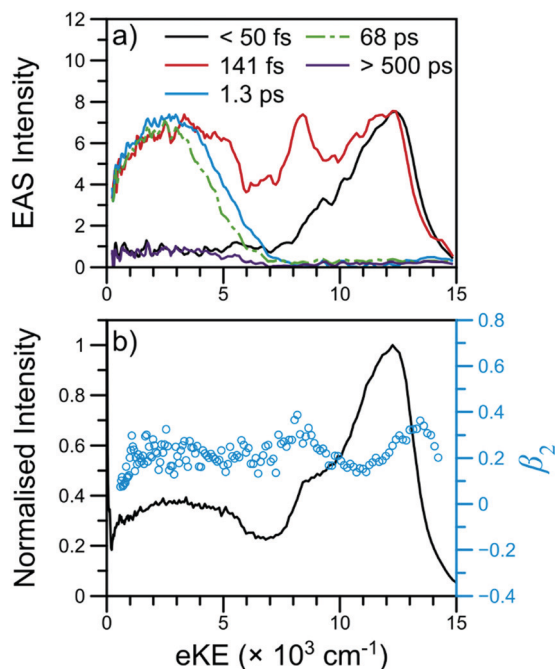 12
10
8
6
4
2
0
EAS Intensity
a)
< 50 fs
68 ps
141 fs
> 500 ps
1.3 ps
0 5 10 15
1
0.8
0.6
0.4
0.2
0
Normalised Intensity
b)
0.8
0.6
0.4
0.2
0
−0.2
−0.4
β2
0 5 10 15
eKE (× 10³ cm⁻¹)